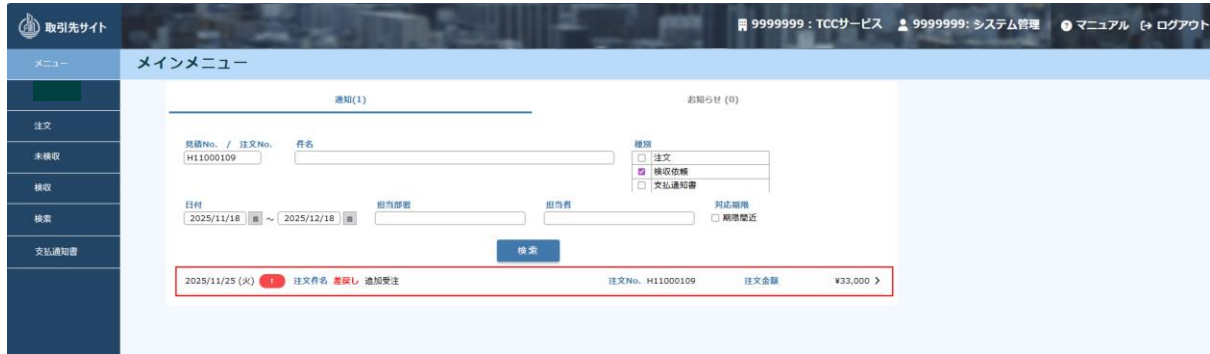 取引先サイト
9999999 : TCCサービス 9999999: システム管理 ? マニュアル ログアウト
メニュー
メインメニュー
通知(1) お知らせ (0)
注文
未検収
検収
検索
支払通知書
見積No. / 注文No. 件名 種別
H11000109
注文
検収依頼
支払通知書
日付 担当部署 担当者 対応期限
2025/11/18 ~ 2025/12/18 期限間近
検索
2025/11/25 (火) ! 注文件名 差戻し 追加受注 注文No. H11000109 注文金額 ¥33,000 >